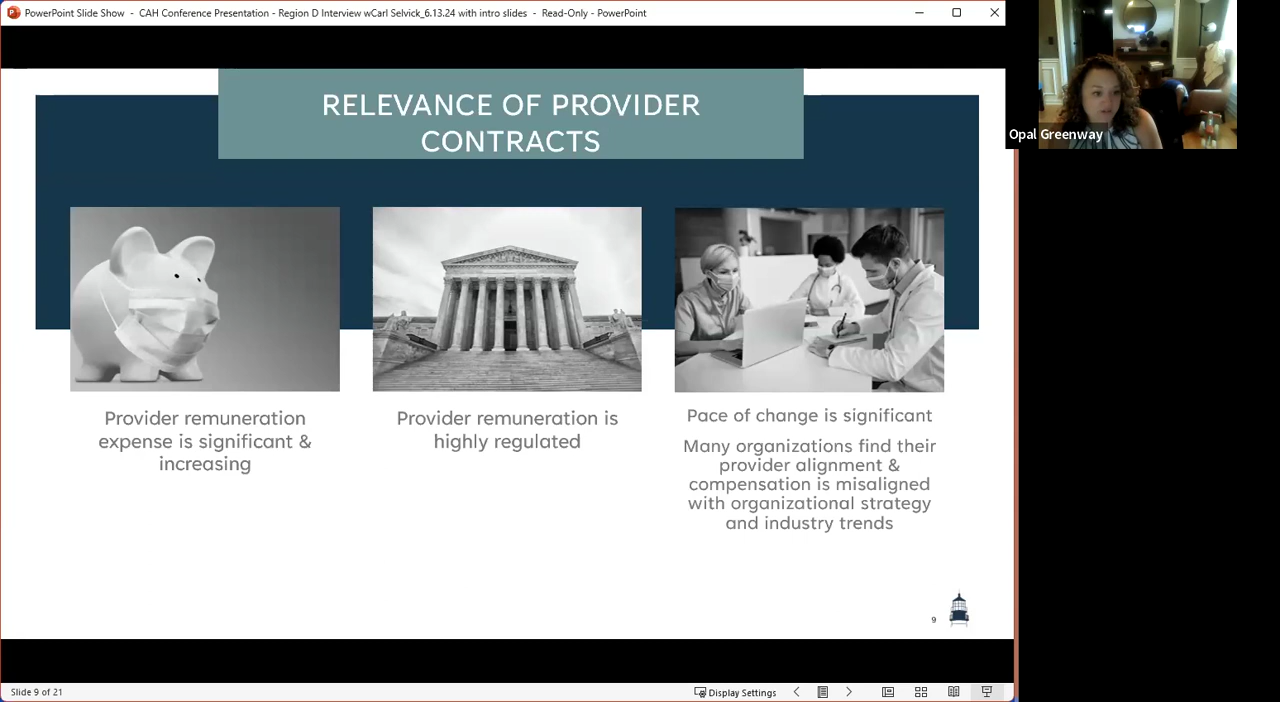 PowerPoint Slide Show - CAH Conference Presentation - Region D Interview wCarl Selvick_6.13.24 with intro slides - Read-Only - PowerPoint
Opal Greenway
RELEVANCE OF PROVIDER
CONTRACTS
Provider remuneration
expense is significant &
increasing
Provider remuneration is
highly regulated
Pace of change is significant
Many organizations find their
provider alignment &
compensation is misaligned
with organizational strategy
and industry trends
9
Slide 9 of 21
Display Settings